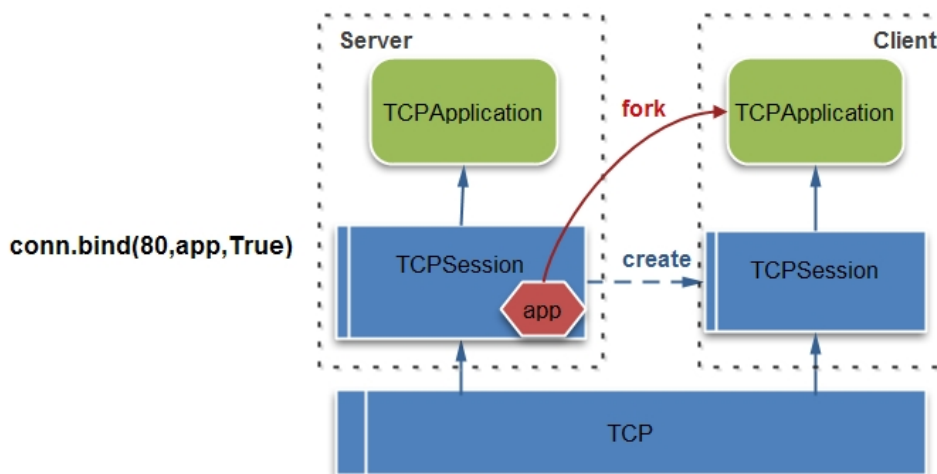 Server
Client
TCPApplication
fork
TCPApplication
conn.bind(80,app,True)
TCPSession
create
TCPSession
app
TCP